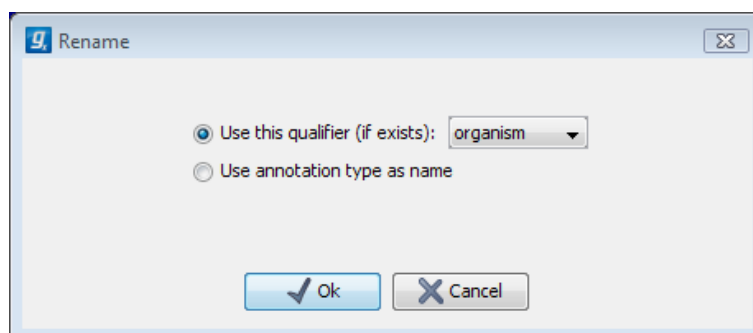 Rename
Use this qualifier (if exists): organism
Use annotation type as name
Ok Cancel